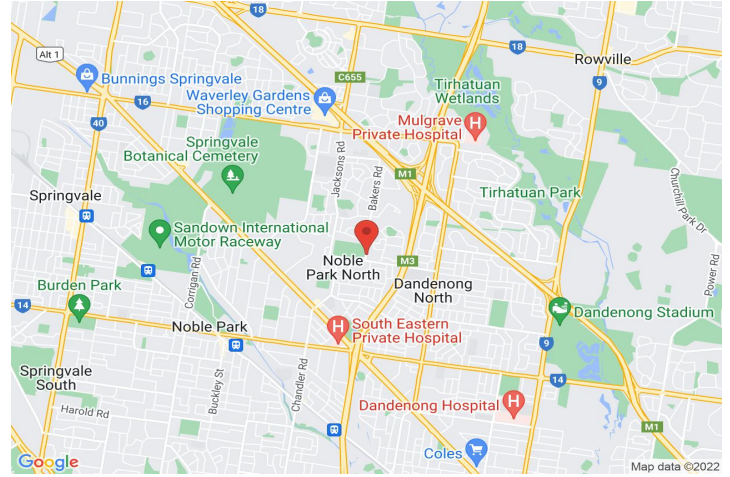 18
Alt 1
18
Rowville
Bunnings Springvale
C655
9
Tirhatuan
Wetlands
16
Waverley Gardens
Shopping Centre
40
Mulgrave
Private Hospital
Springvale
Botanical Cemetery
Jacksons Rd
Bakers Rd
M1
Churchill Park Dr
Springvale
Tirhatuan Park
Sandown International
Motor Raceway
Noble
Park North
M3
Corrigan Rd
Power Rd
Burden Park
Dandenong
North
14
Noble Park
South Eastern
Private Hospital
Dandenong Stadium
9
Springvale
South
Buckley St
Chandler Rd
14
Harold Rd
Dandenong Hospital
M1
Coles
Google
Map data ©2022